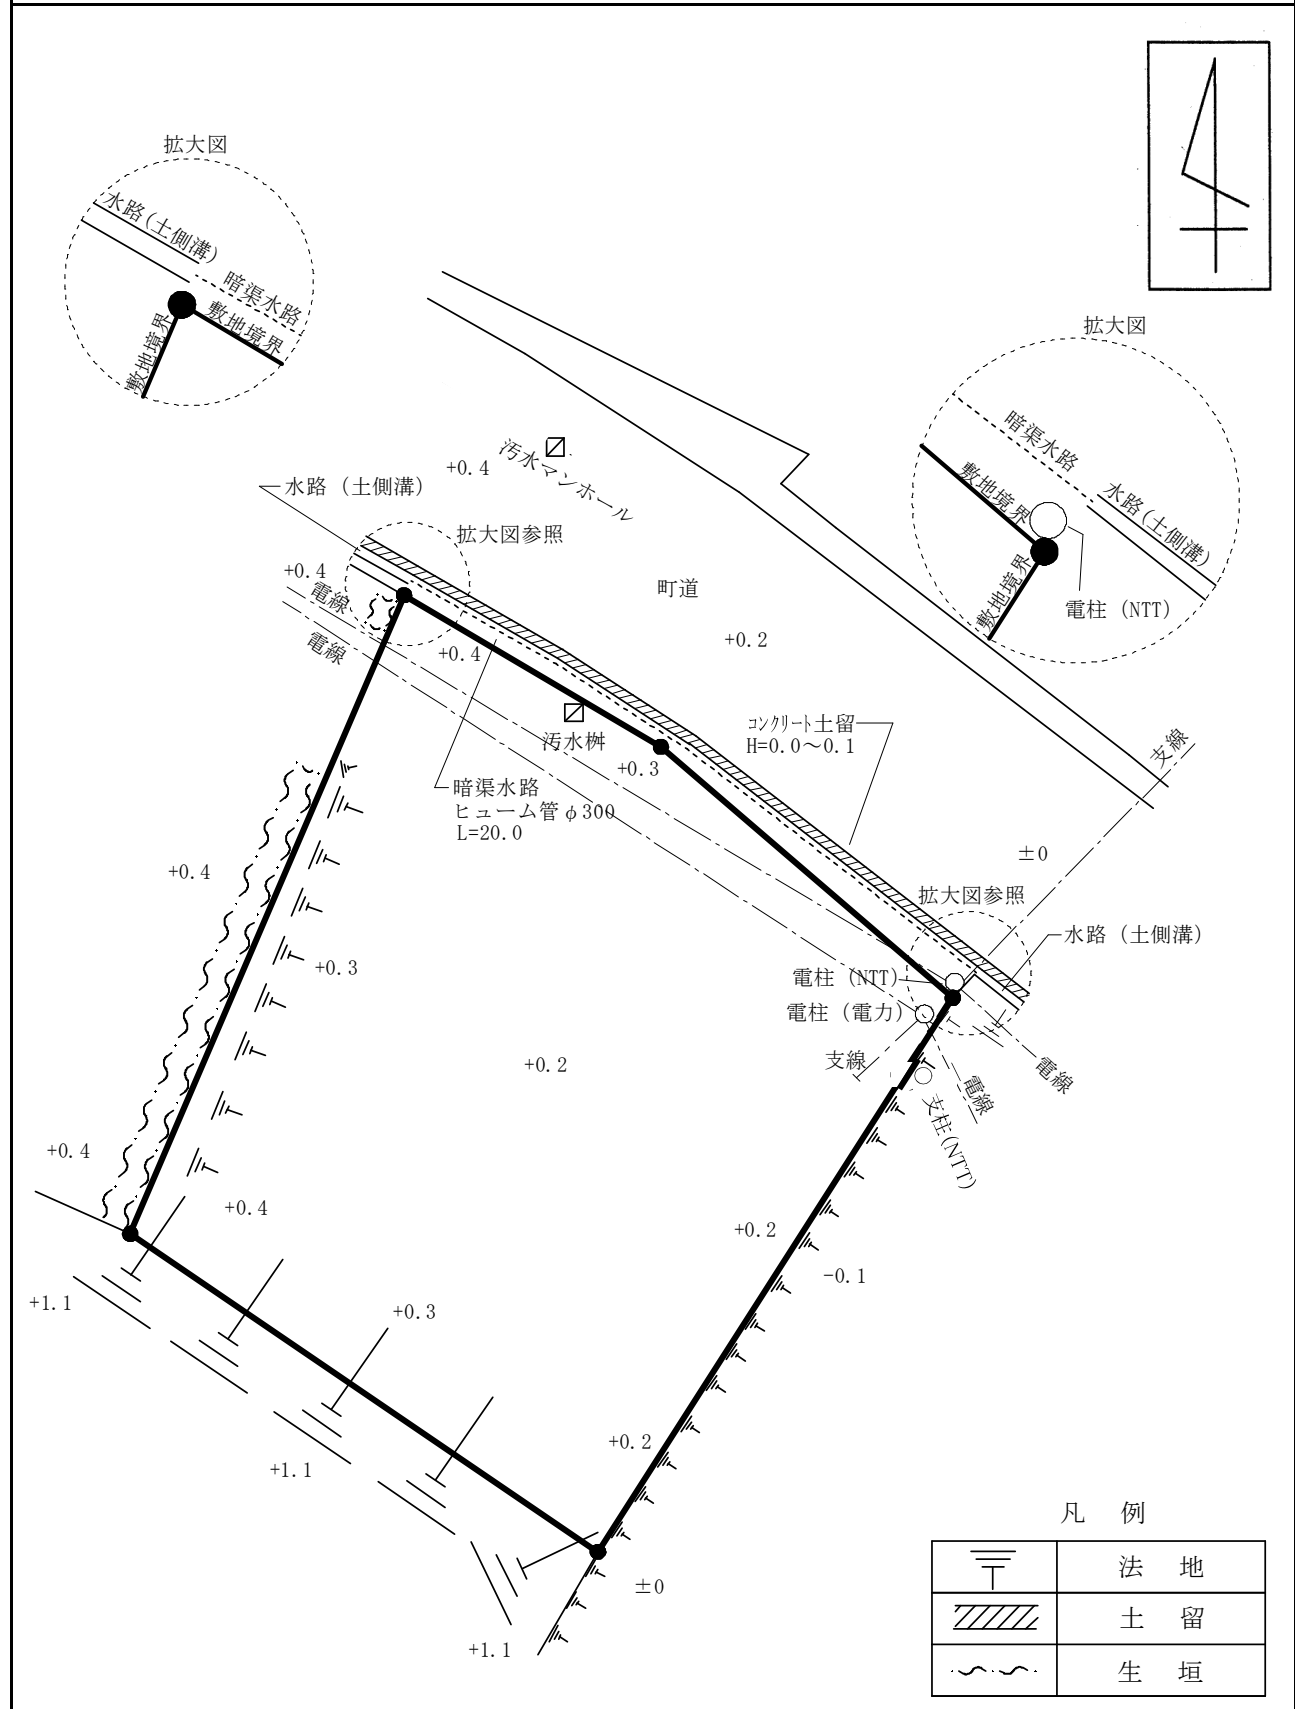 拡大図
水路(土側溝)
暗渠水路
敷地境界
敷地境界
拡大図
暗渠水路
敷地境界
水路(土側溝)
敷地境界
電柱 (NTT)
+0.4
汚水マンホール
水路 (土側溝)
拡大図参照
+0.4
電線
電線
町道
+0.2
+0.4
汚水桝
+0.3
コンクリート土留
H=0.0～0.1
支線
暗渠水路
ヒューム管φ300
L=20.0
±0
+0.4
拡大図参照
水路 (土側溝)
+0.3
電柱 (NTT)
電柱 (電力)
支線
電線
電線
支柱(NTT)
+0.2
+0.4
+0.4
+0.2
-0.1
+1.1
+0.3
+0.2
+1.1
±0
+1.1
凡 例
法 地
土 留
生 垣